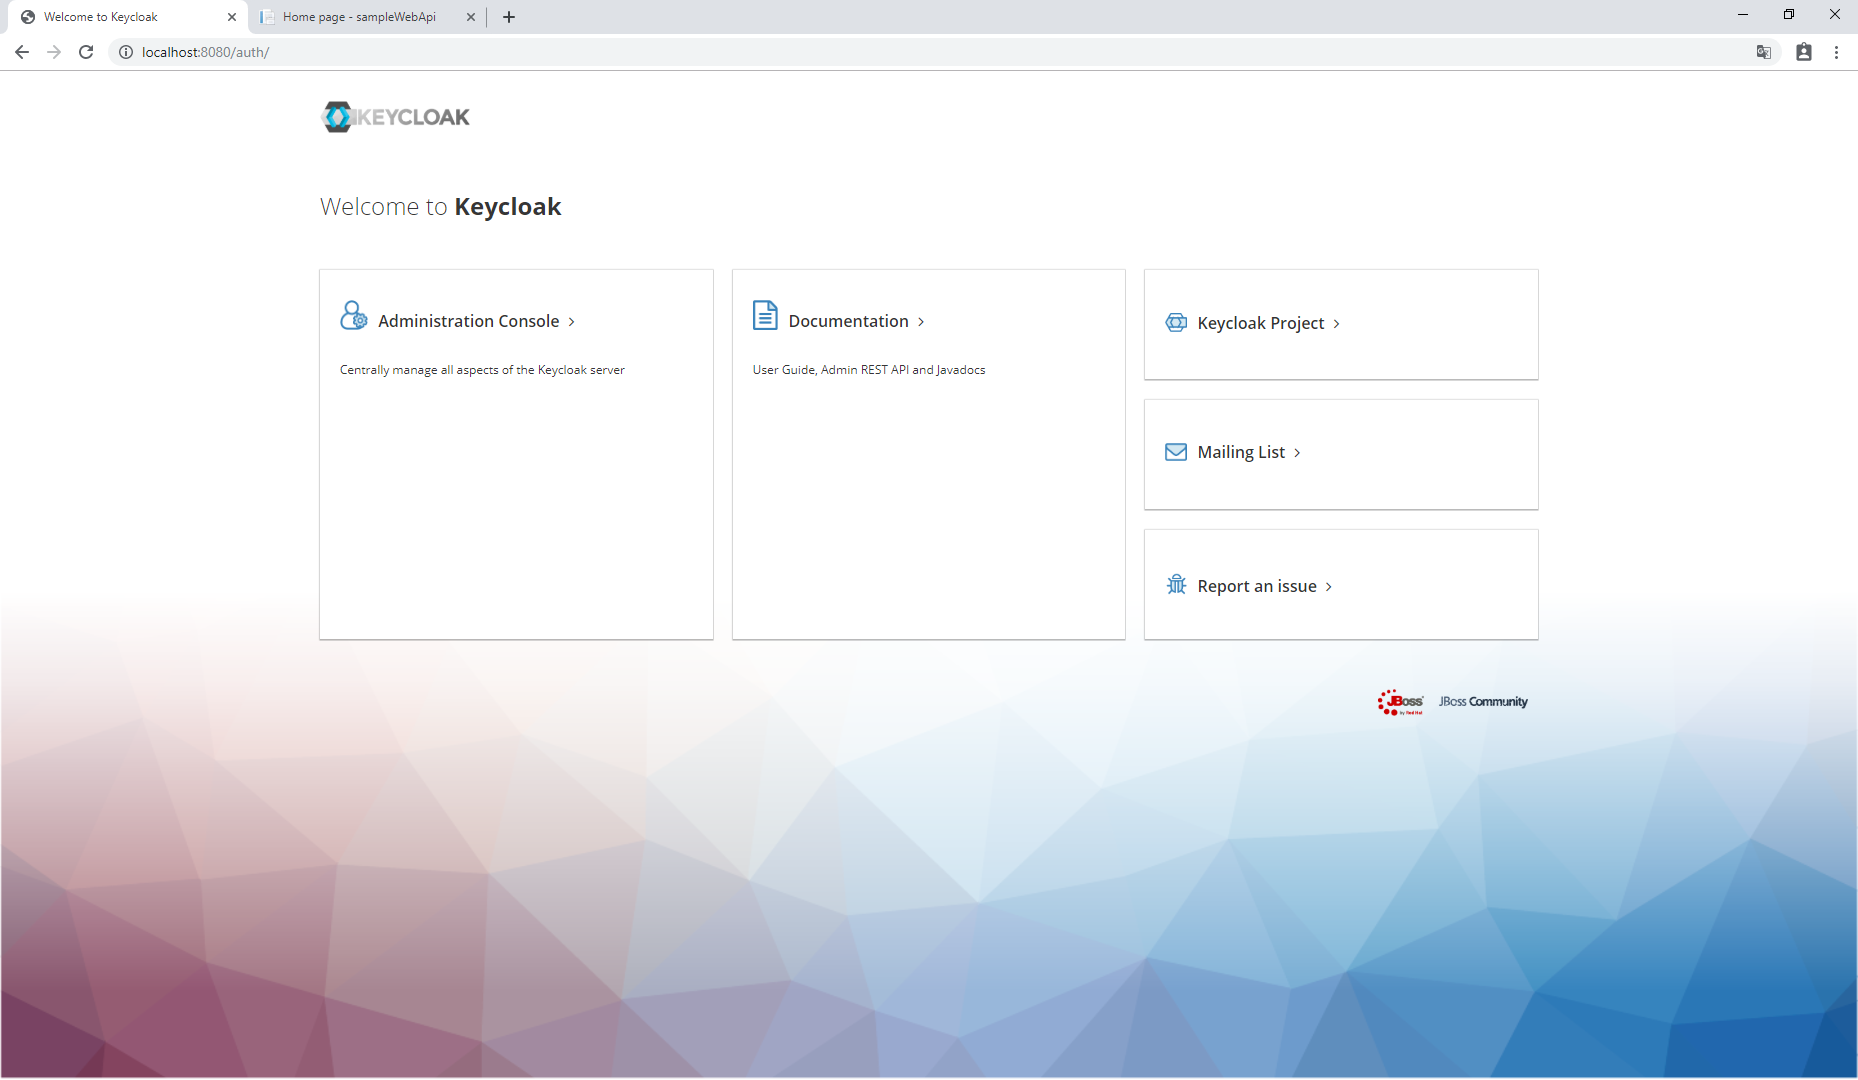 Welcome to Keycloak
Home page - sampleWebApi
localhost:8080/auth/
KEYCLOAK
Welcome to Keycloak
Administration Console
Centrally manage all aspects of the Keycloak server
Documentation
User Guide, Admin REST API and Javadocs
Keycloak Project
Mailing List
Report an issue
JBoss
by Red Hat
JBoss Community